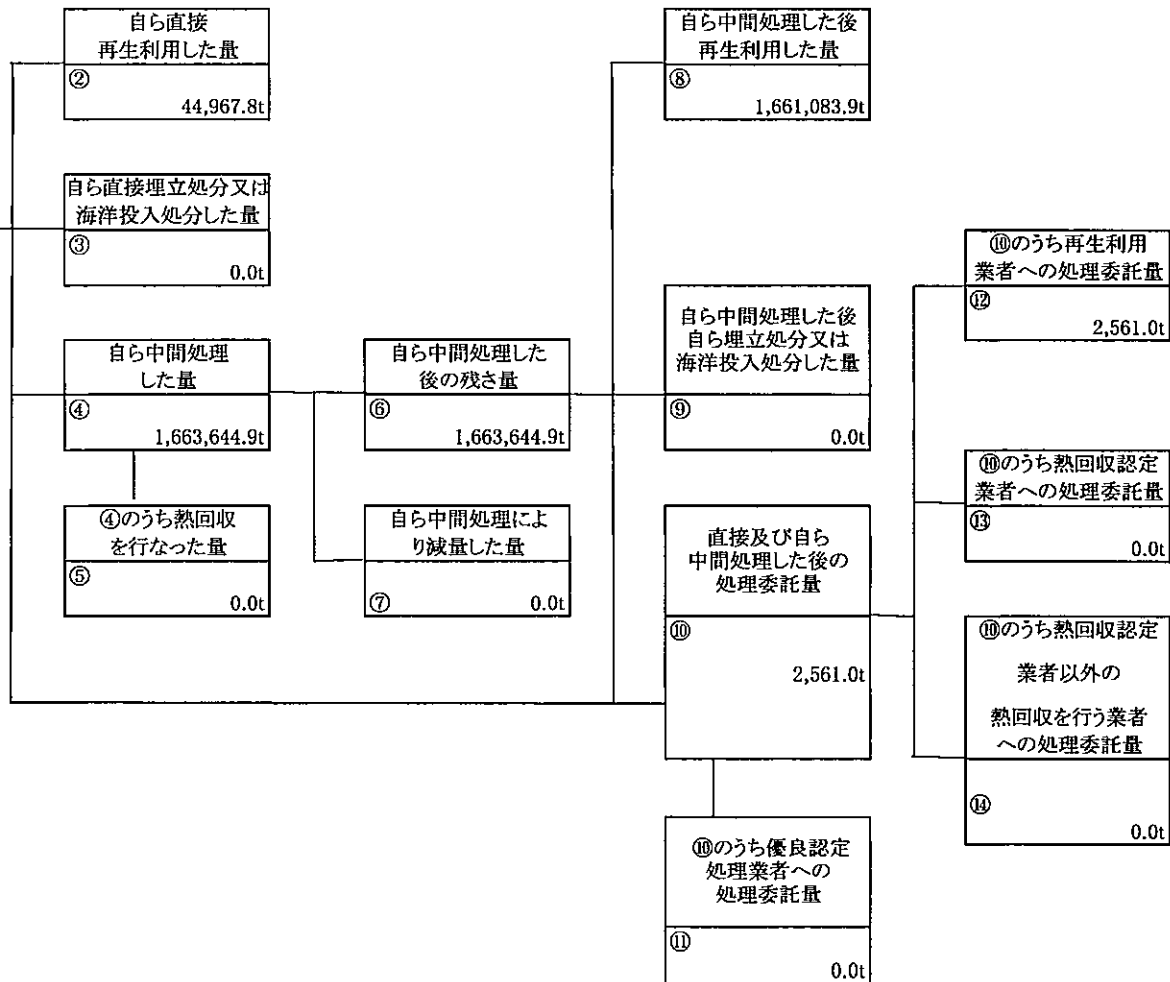 自ら直接
再生利用した量
②
44,967.8t
自ら直接埋立処分又は
海洋投入処分した量
③
0.0t
自ら中間処理
した量
④
1,663,644.9t
④のうち熱回収
を行なった量
⑤
0.0t
自ら中間処理した
後の残さ量
⑥
1,663,644.9t
自ら中間処理によ
り減量した量
⑦
0.0t
自ら中間処理した後
再生利用した量
⑧
1,661,083.9t
自ら中間処理した後
自ら埋立処分又は
海洋投入処分した量
⑨
0.0t
直接及び自ら
中間処理した後の
処理委託量
⑩
2,561.0t
⑩のうち優良認定
処理業者への
処理委託量
⑪
0.0t
⑩のうち再生利用
業者への処理委託量
⑫
2,561.0t
⑩のうち熱回収認定
業者への処理委託量
⑬
0.0t
⑩のうち熱回収認定
業者以外の
熱回収を行う業者
への処理委託量
⑭
0.0t